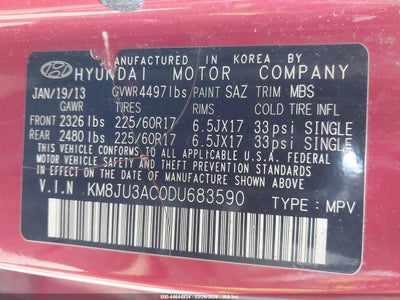 MANUFACTURED IN KOREA BY
HYUNDAI MOTOR COMPANY
JAN/19/13 GVWR 4497lbs PAINT SAZ TRIM MBS
GAWR TIRES RIMS COLD TIRE INFL
FRONT 2326 lbs 225/60R17 6.5JX17 33psi SINGLE
REAR 2480 lbs 225/60R17 6.5JX17 33psi SINGLE
THIS VEHICLE CONFORMS TO ALL APPLICABLE U.S.A. FEDERAL
MOTOR VEHICLE SAFETY AND THEFT PREVENTION STANDARDS
IN EFFECT ON THE DATE OF MANUFACTURE SHOWN ABOVE
V.I.N KM8JU3AC0DU683590 TYPE: MPV